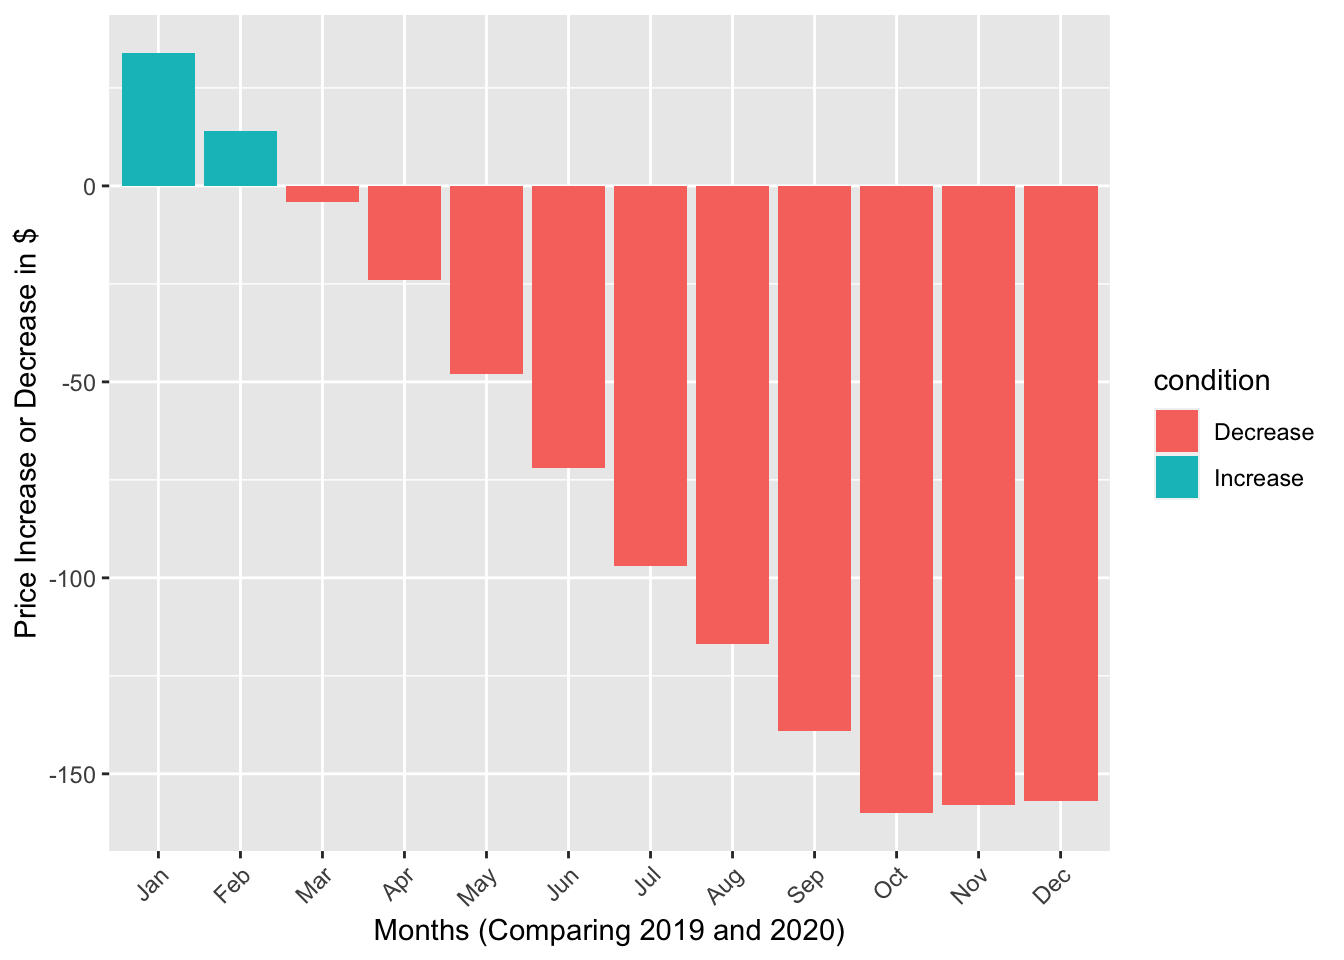 Price Increase or Decrease in $
0
-50
-100
-150
Jan
Feb
Mar
Apr
May
Jun
Jul
Aug
Sep
Oct
Nov
Dec
Months (Comparing 2019 and 2020)
condition
Decrease
Increase